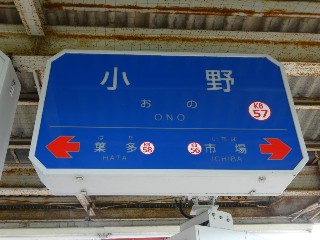 小野
おの
ONO
KB
57
はた いちば
葉多 KB 58 KB 56 市場
HATA ICHIBA